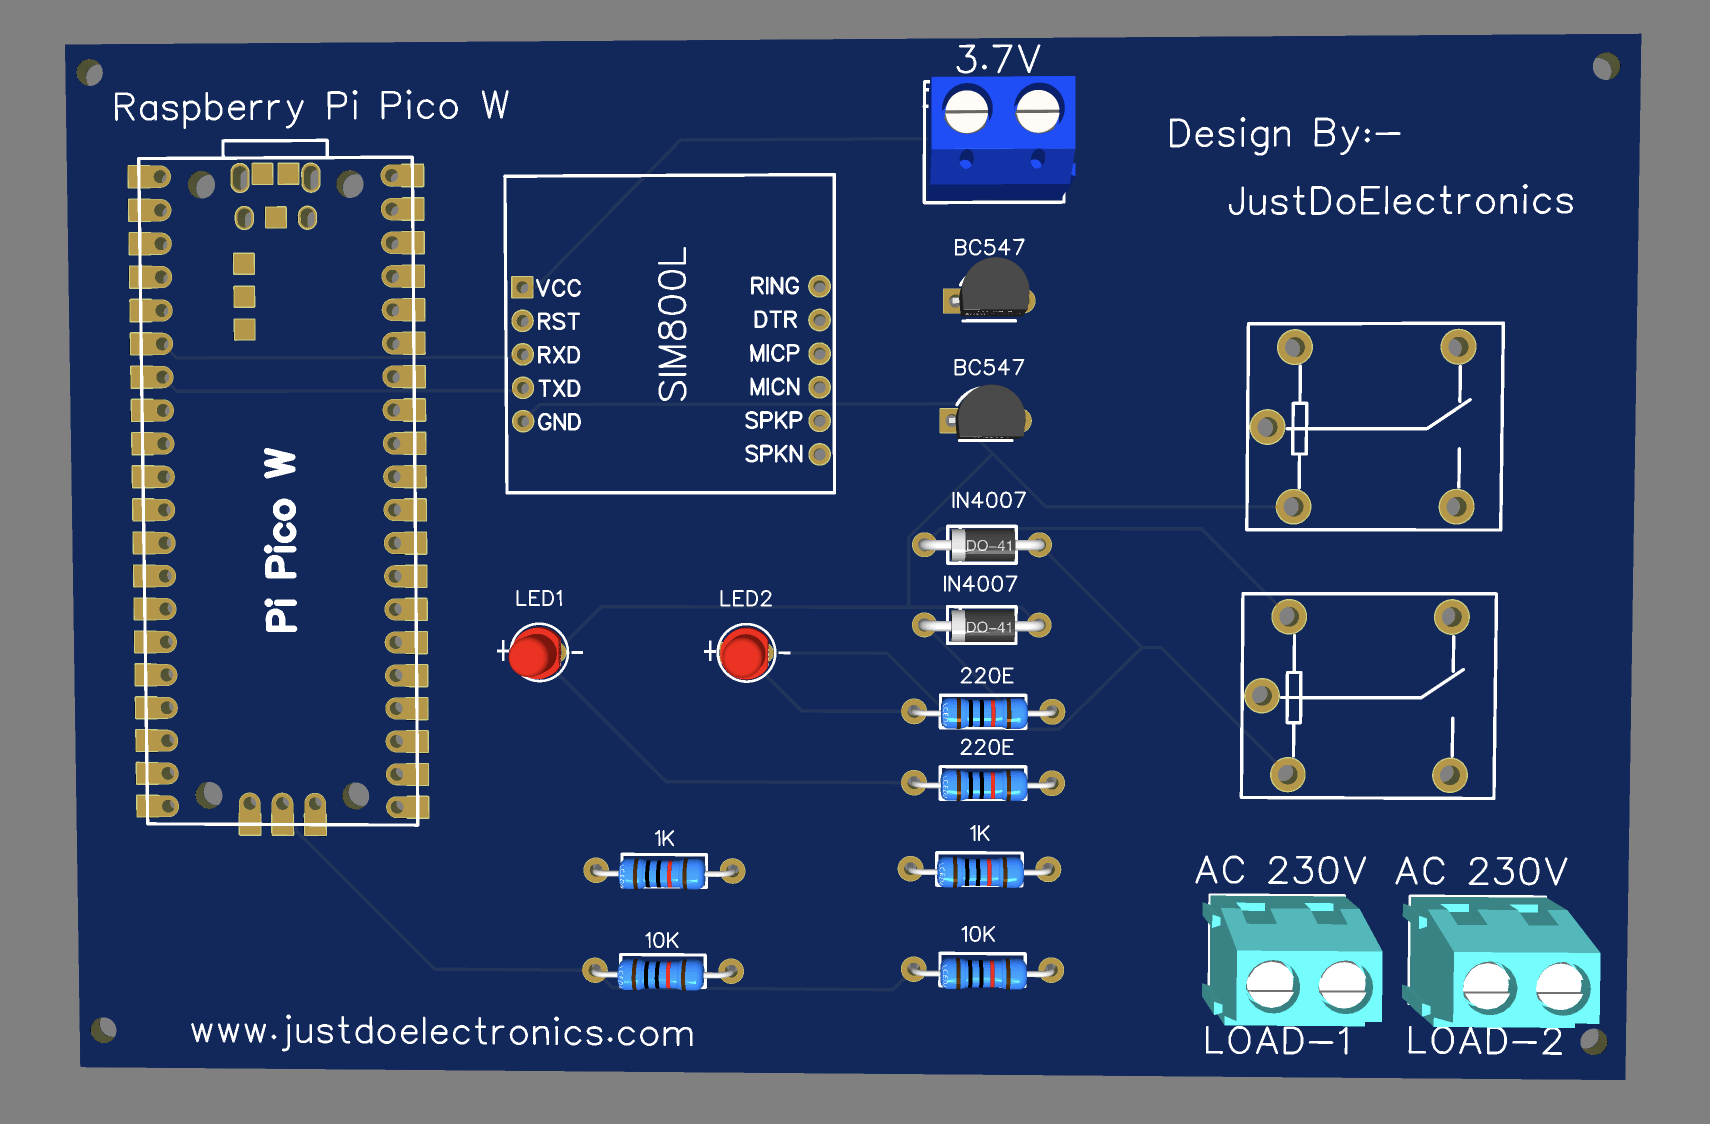 3.7V
Raspberry Pi Pico W
Design By:-
JustDoElectronics
BC547
SIM800L
VCC
RST
RXD
TXD
GND
RING
DTR
MICP
MICN
SPKP
SPKN
BC547
Pi Pico W
IN4007
DO-41
IN4007
DO-41
LED1
+ -
LED2
+ -
220E
220E
1K
1K
10K
10K
AC 230V
AC 230V
LOAD-1
LOAD-2
www.justdoelectronics.com